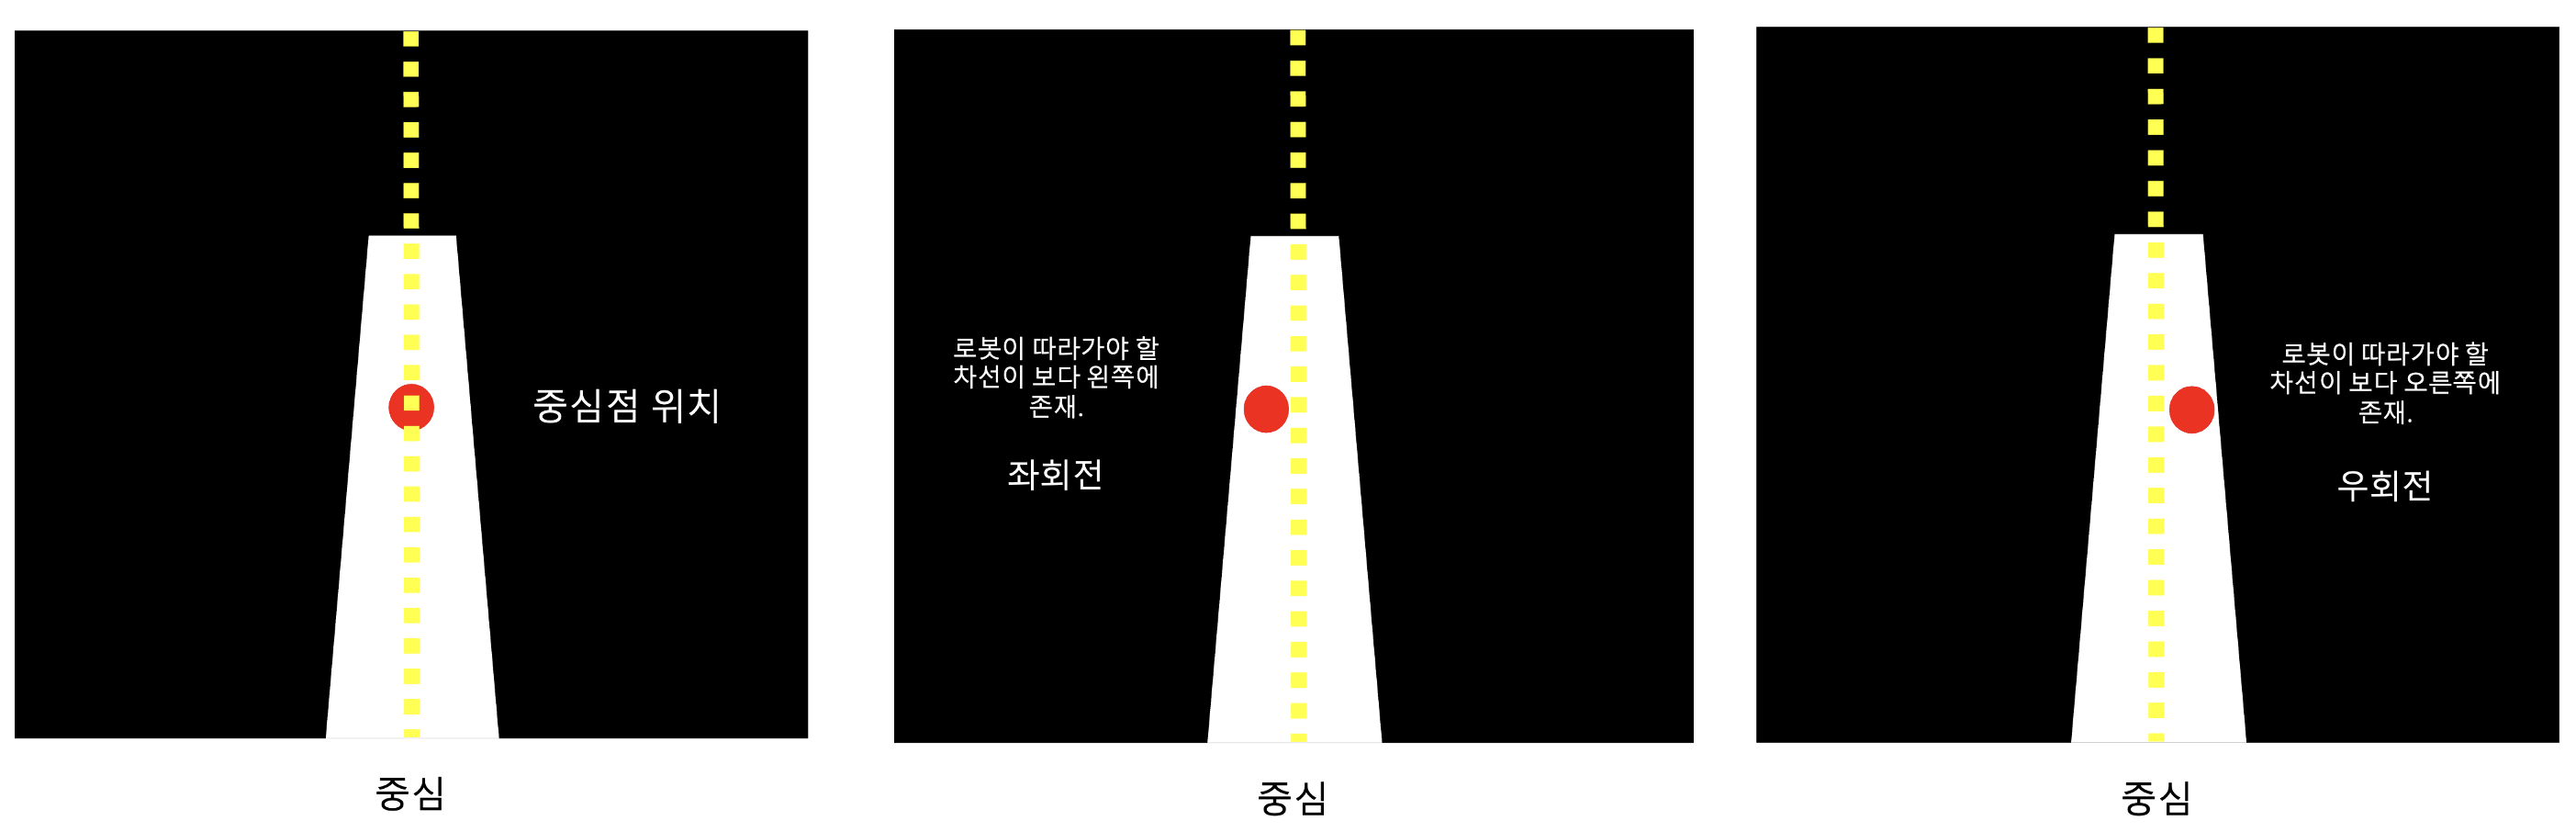 중심점 위치
중심
로봇이 따라가야 할
차선이 보다 왼쪽에
존재.
좌회전
중심
로봇이 따라가야 할
차선이 보다 오른쪽에
존재.
우회전
중심